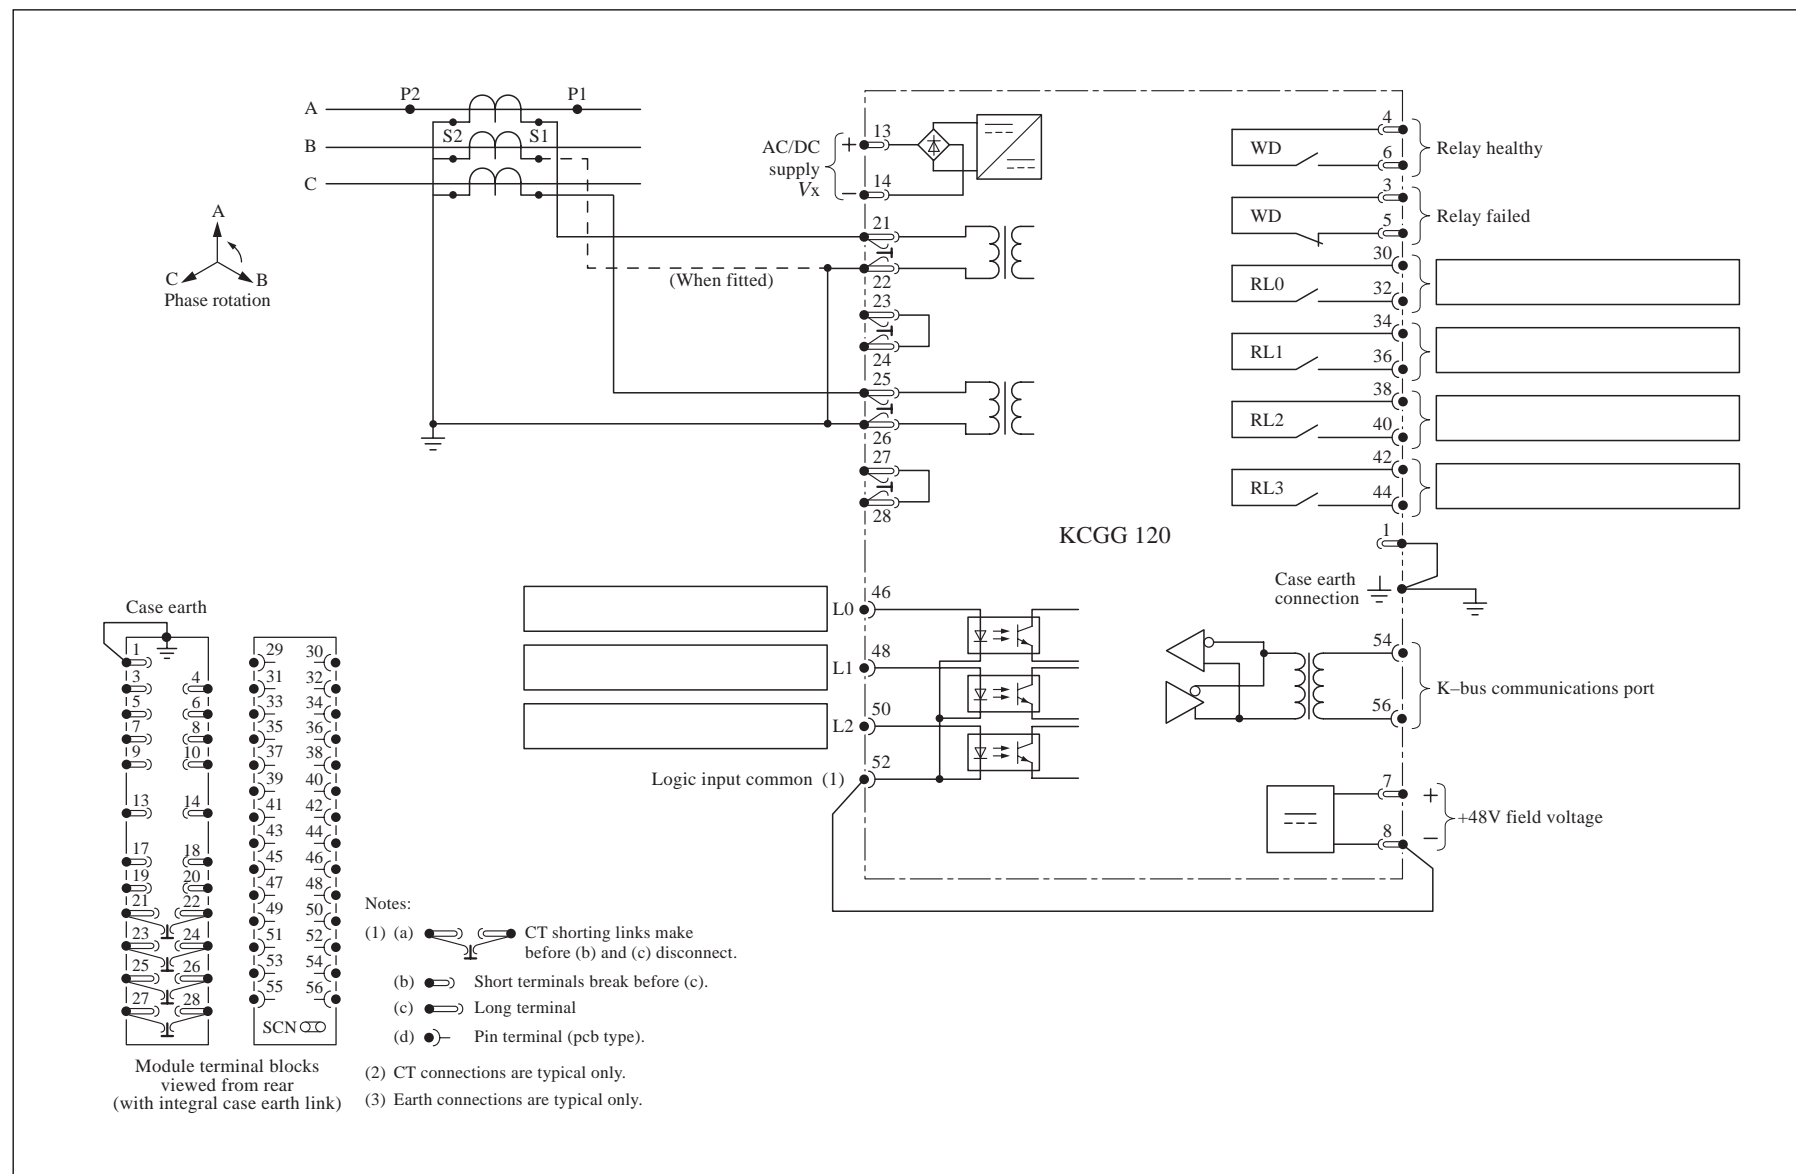 A
P2
P1
B
S2
S1
C
A
C
B
Phase rotation
AC/DC
supply
Vx
+
13
−
14
21
(When fitted)
22
23
24
25
26
27
28
WD
4
6
Relay healthy
WD
3
5
Relay failed
RL0
30
32
RL1
34
36
RL2
38
40
RL3
42
44
KCGG 120
1
Case earth
connection
L0
46
L1
48
L2
50
Logic input common (1)
52
54
56
K–bus communications port
7
+
8
−
+48V field voltage
Case earth
1
3 4
5 6
7 8
9 10
13 14
17 18
19 20
21 22
23 24
25 26
27 28
29 30
31 32
33 34
35 36
37 38
39 40
41 42
43 44
45 46
47 48
49 50
51 52
53 54
55 56
SCN
Module terminal blocks
viewed from rear
(with integral case earth link)
Notes:
(1) (a) CT shorting links make
before (b) and (c) disconnect.
(b) Short terminals break before (c).
(c) Long terminal
(d) Pin terminal (pcb type).
(2) CT connections are typical only.
(3) Earth connections are typical only.